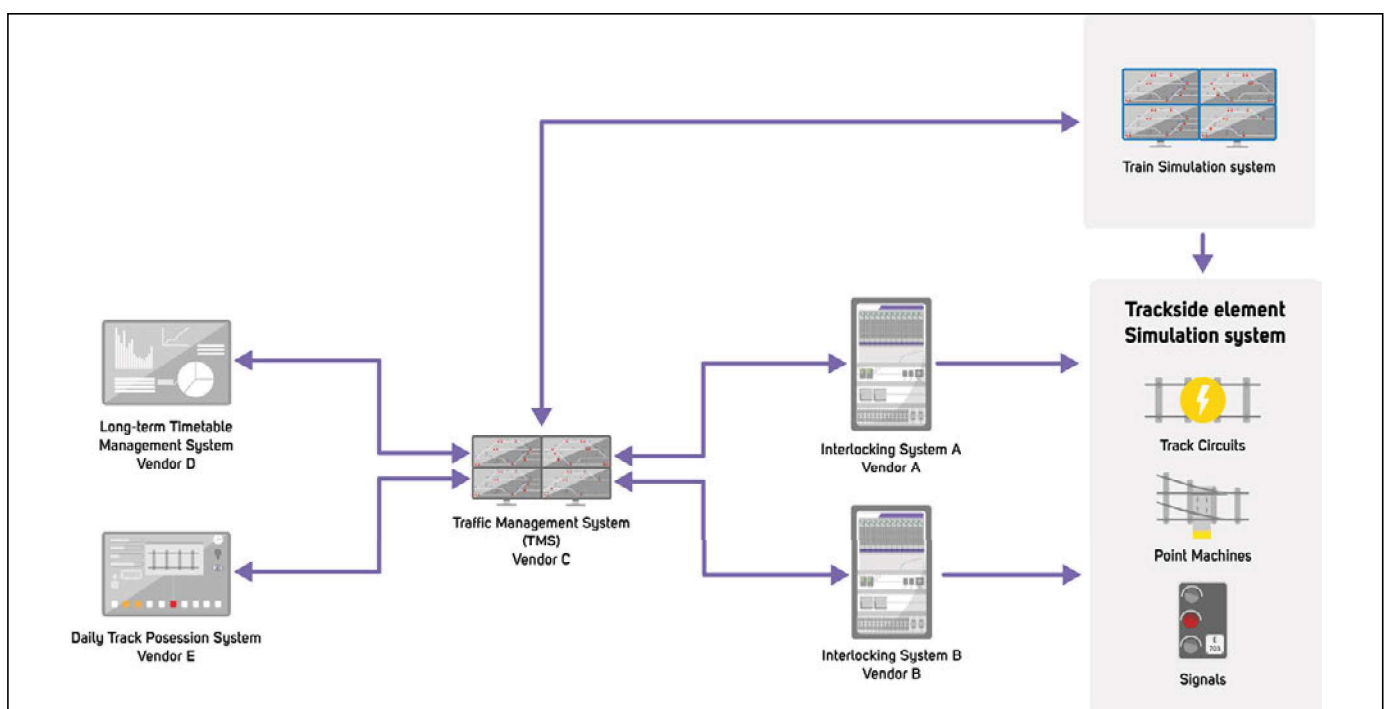 Train Simulation system
Trackside element
Simulation system
Track Circuits
Point Machines
Signals
E
703
Long-term Timetable
Management System
Vendor D
Daily Track Posession System
Vendor E
Traffic Management System
(TMS)
Vendor C
Interlocking System A
Vendor A
Interlocking System B
Vendor B